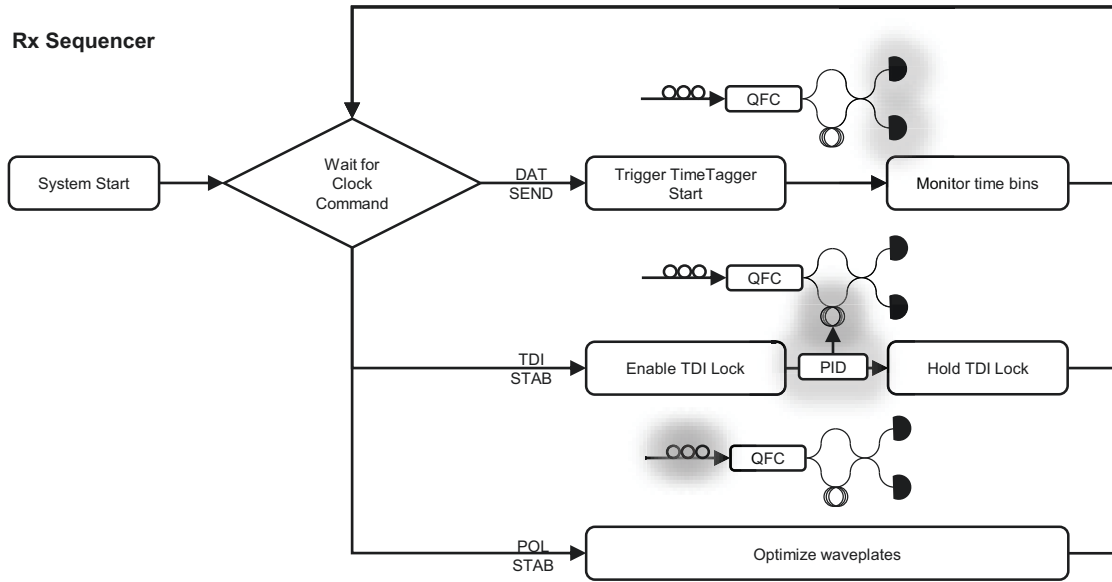 Rx Sequencer
QFC
System Start
Wait for
Clock
Command
DAT
SEND
Trigger TimeTagger
Start
Monitor time bins
QFC
TDI
STAB
Enable TDI Lock
PID
Hold TDI Lock
QFC
POL
STAB
Optimize waveplates